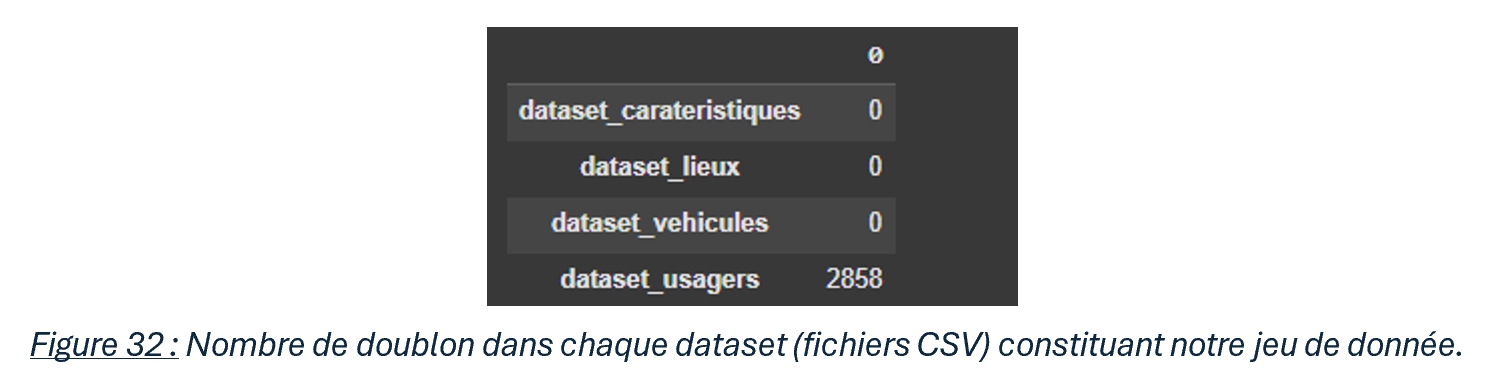 0
dataset_carateristiques 0
dataset_lieux 0
dataset_vehicules 0
dataset_usagers 2858
Figure 32 : Nombre de doublon dans chaque dataset (fichiers CSV) constituant notre jeu de donnée.